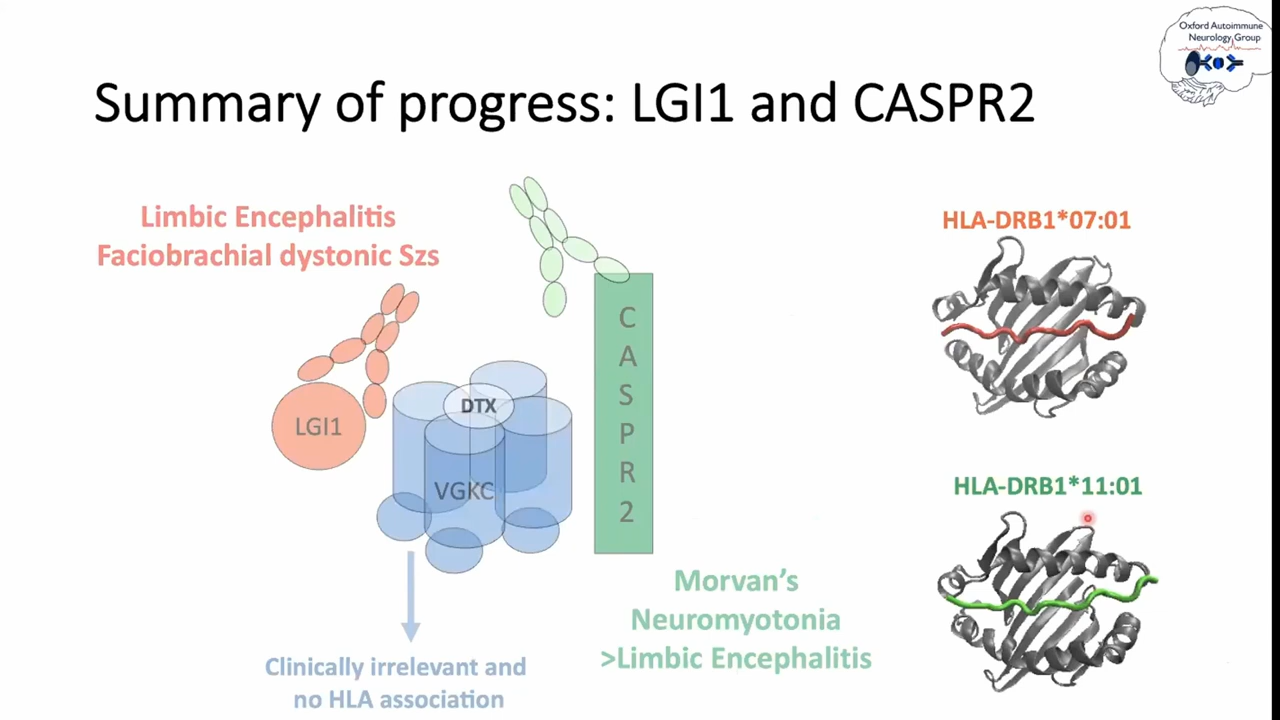 Oxford Autoimmune
Neurology Group
Summary of progress: LGI1 and CASPR2
Limbic Encephalitis
Faciobrachial dystonic Szs
LGI1
DTX
VGKC
C
A
S
P
R
2
Clinically irrelevant and
no HLA association
Morvan’s
Neuromyotonia
>Limbic Encephalitis
HLA-DRB1*07:01
HLA-DRB1*11:01